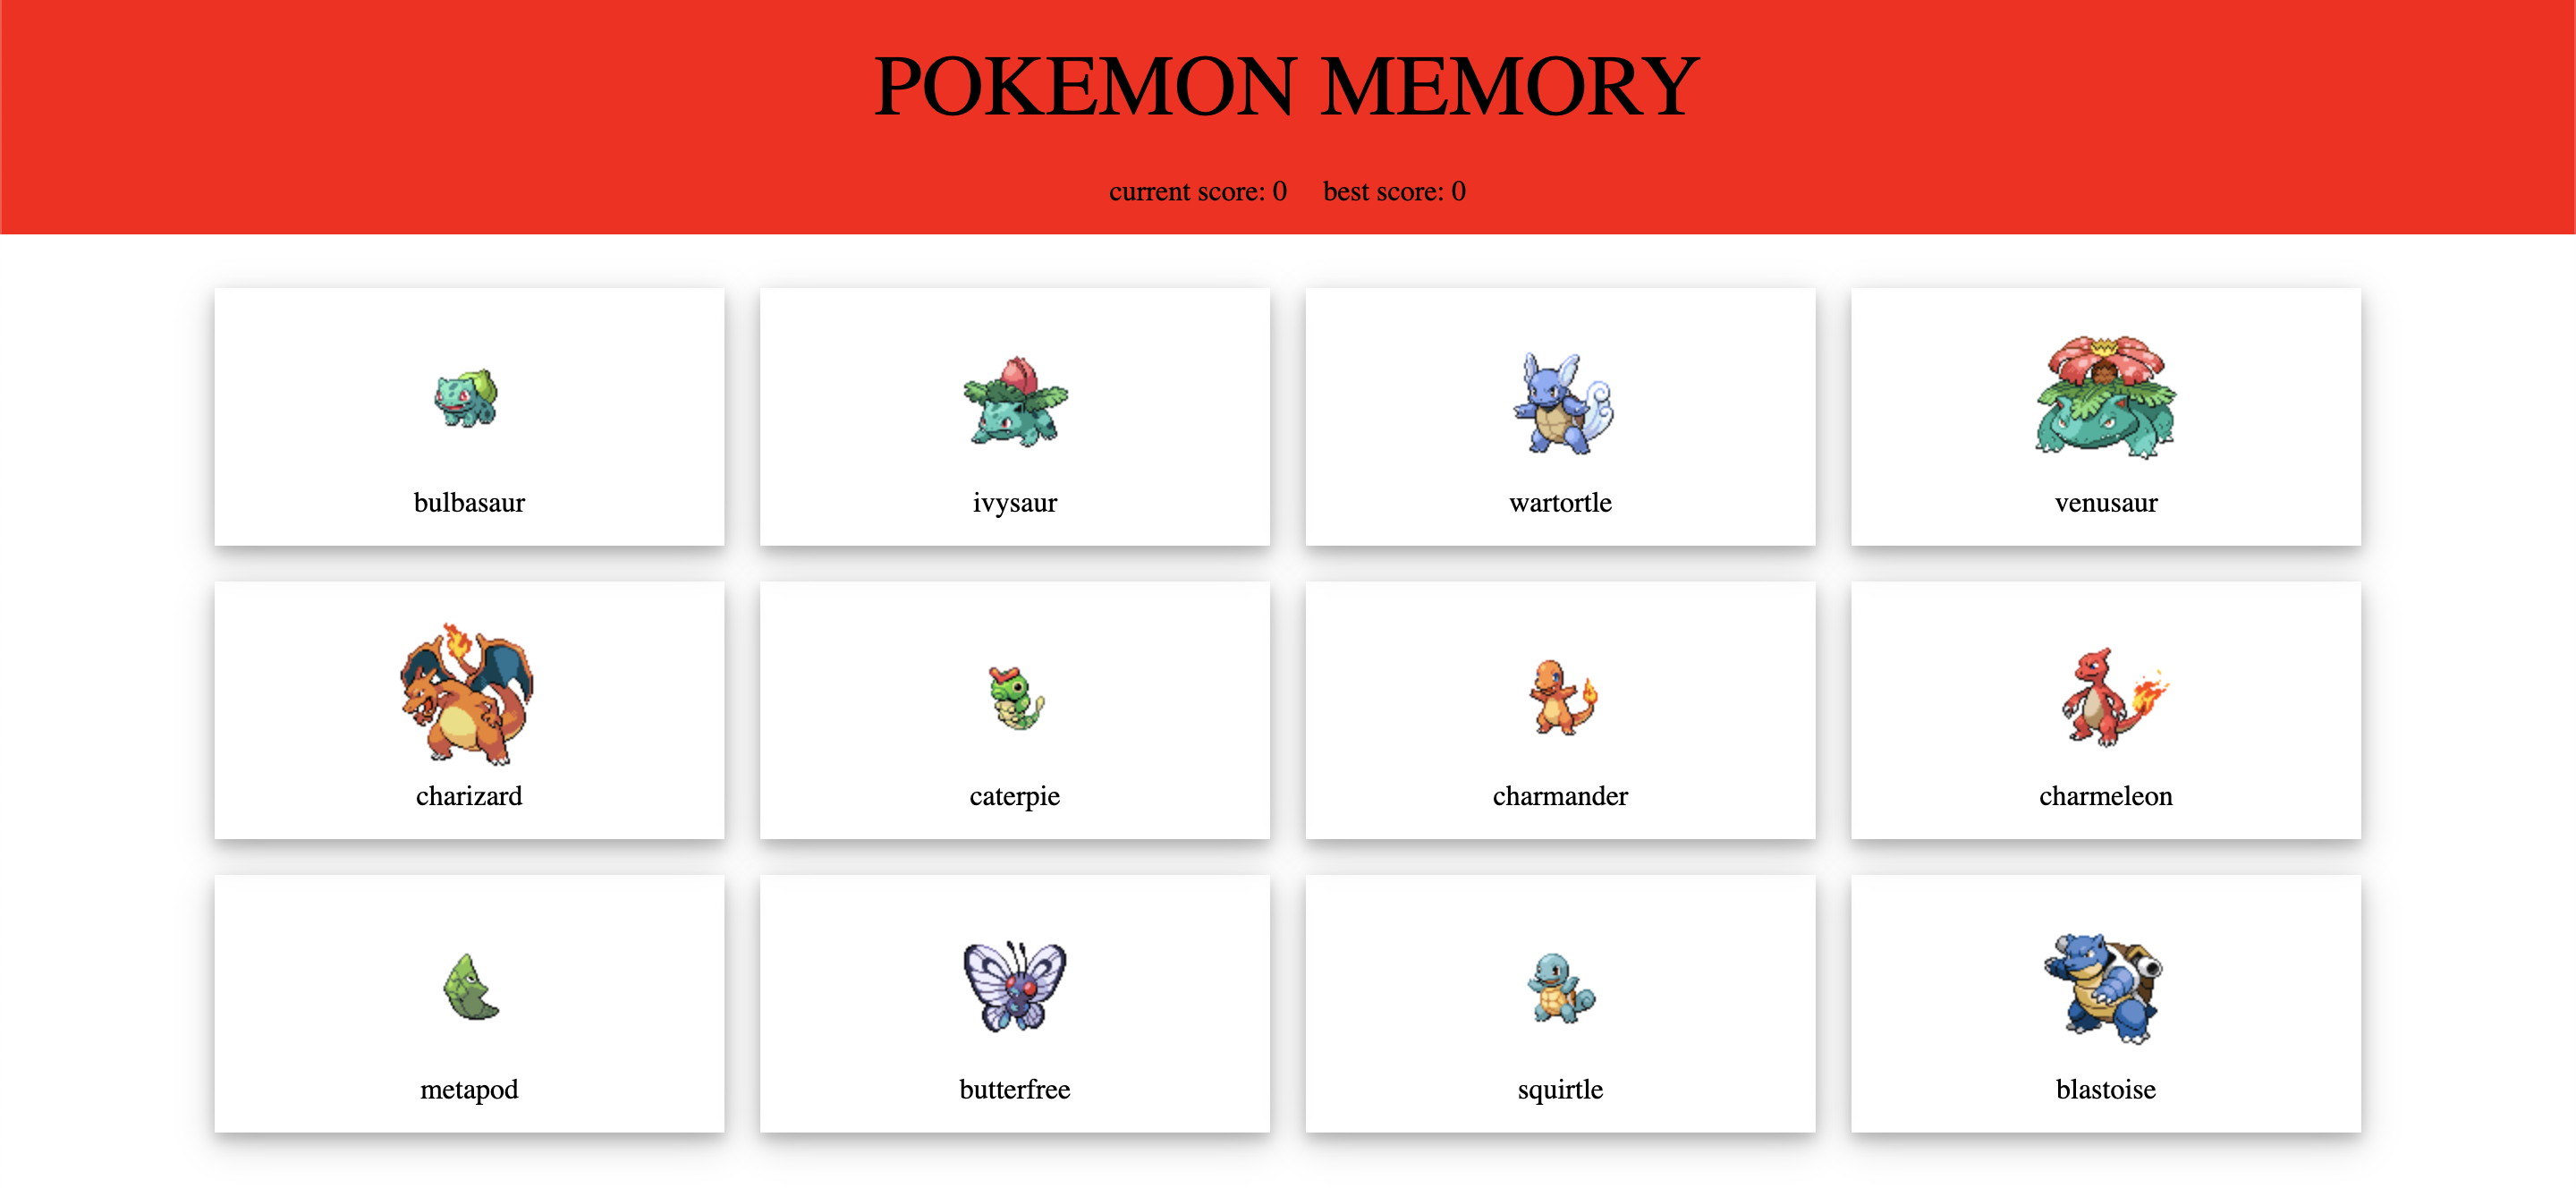 POKEMON MEMORY
current score: 0 best score: 0
bulbasaur
ivysaur
wartortle
venusaur
charizard
caterpie
charmander
charmeleon
metapod
butterfree
squirtle
blastoise